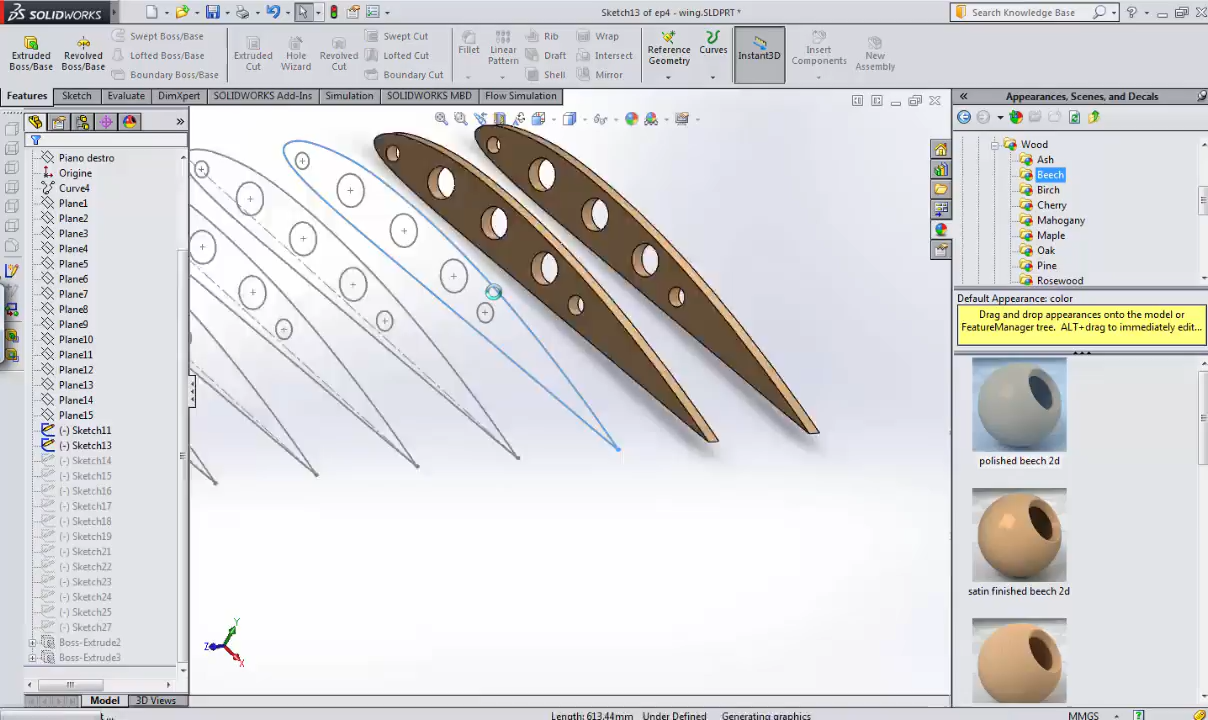 SOLIDWORKS
Sketch13 of ep4 - wing.SLDPRT *
Search Knowledge Base
Extruded Boss/Base
Revolved Boss/Base
Swept Boss/Base
Lofted Boss/Base
Boundary Boss/Base
Extruded Cut
Hole Wizard
Revolved Cut
Swept Cut
Lofted Cut
Boundary Cut
Fillet
Linear Pattern
Rib
Draft
Shell
Wrap
Intersect
Mirror
Reference Geometry
Curves
Instant3D
Insert Components
New Assembly
Features
Sketch
Evaluate
DimXpert
SOLIDWORKS Add-Ins
Simulation
SOLIDWORKS MBD
Flow Simulation
Piano destro
Origine
Curve4
Plane1
Plane2
Plane3
Plane4
Plane5
Plane6
Plane7
Plane8
Plane9
Plane10
Plane11
Plane12
Plane13
Plane14
Plane15
(-) Sketch11
(-) Sketch13
(-) Sketch14
(-) Sketch15
(-) Sketch16
(-) Sketch17
(-) Sketch18
(-) Sketch19
(-) Sketch21
(-) Sketch22
(-) Sketch23
(-) Sketch24
(-) Sketch25
(-) Sketch27
Boss-Extrude2
Boss-Extrude3
Y
Z
X
Appearances, Scenes, and Decals
Wood
Ash
Beech
Birch
Cherry
Mahogany
Maple
Oak
Pine
Rosewood
Default Appearance: color
Drag and drop appearances onto the model or
FeatureManager tree. ALT+drag to immediately edit...
polished beech 2d
satin finished beech 2d
Model
3D Views
Length: 613.44mm
Under Defined
Generating graphics
MMGS